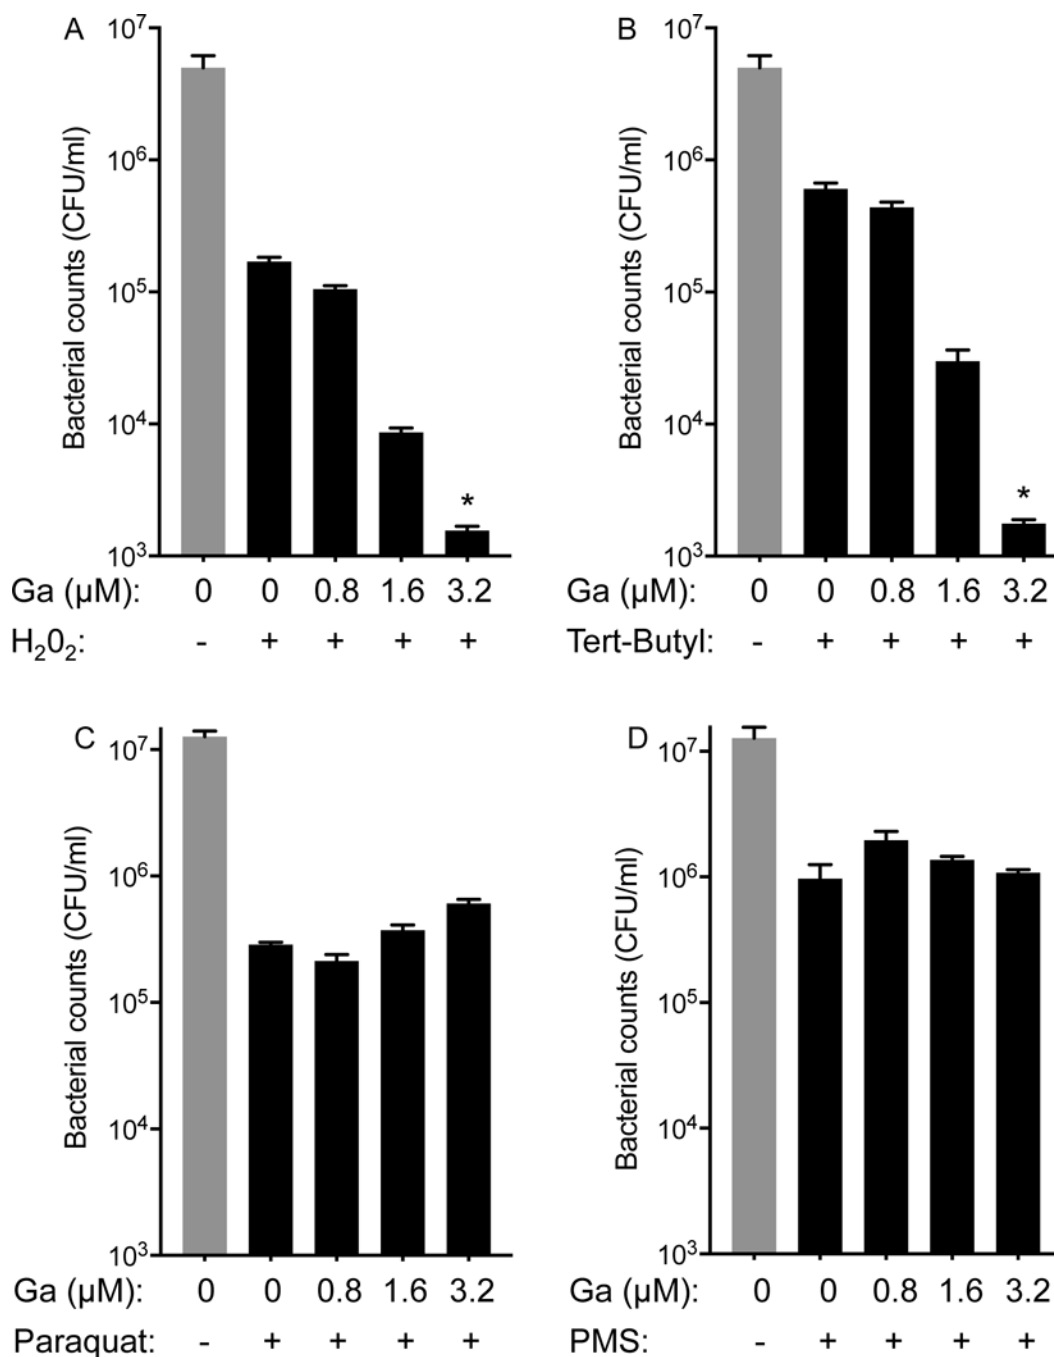 A
Bacterial counts (CFU/ml)
10⁷
10⁶
10⁵
10⁴
10³
*
Ga (µM): 0 0 0.8 1.6 3.2
H₂0₂: - + + + +
B
Bacterial counts (CFU/ml)
10⁷
10⁶
10⁵
10⁴
10³
*
Ga (µM): 0 0 0.8 1.6 3.2
Tert-Butyl: - + + + +
C
Bacterial counts (CFU/ml)
10⁷
10⁶
10⁵
10⁴
10³
Ga (µM): 0 0 0.8 1.6 3.2
Paraquat: - + + + +
D
Bacterial counts (CFU/ml)
10⁷
10⁶
10⁵
10⁴
10³
Ga (µM): 0 0 0.8 1.6 3.2
PMS: - + + + +